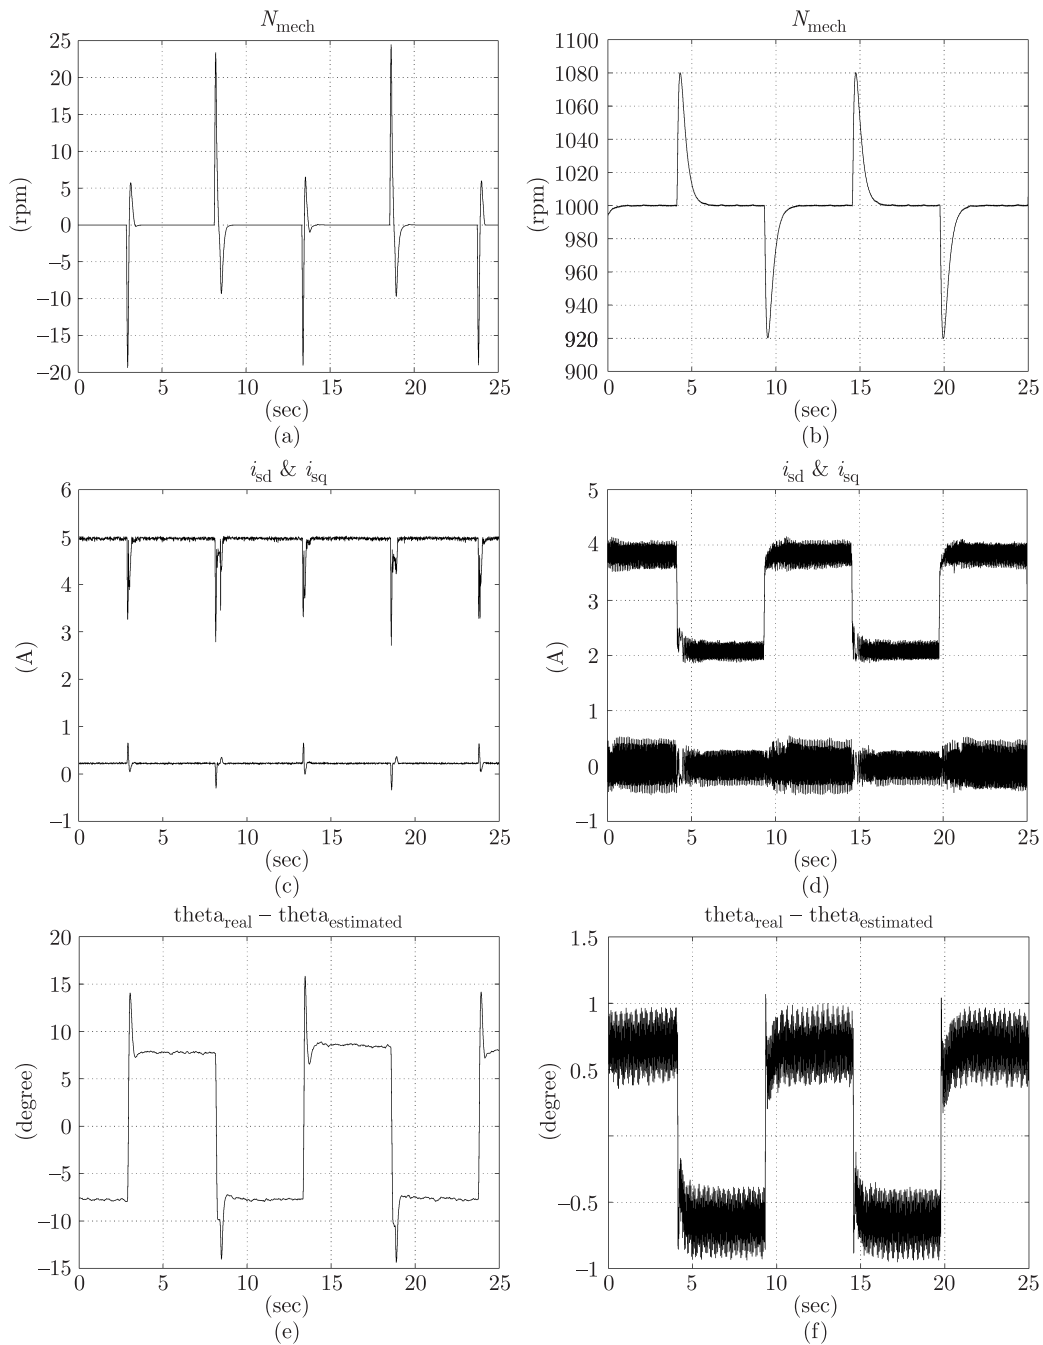 N_mech
25
20
15
10
5
0
−5
−10
−15
−20
(rpm)
0 5 10 15 20 25
(sec)
(a)
N_mech
1100
1080
1060
1040
1020
1000
980
960
940
920
900
(rpm)
0 5 10 15 20 25
(sec)
(b)
i_sd & i_sq
6
5
4
3
2
1
0
−1
(A)
0 5 10 15 20 25
(sec)
(c)
i_sd & i_sq
5
4
3
2
1
0
−1
(A)
0 5 10 15 20 25
(sec)
(d)
theta_real − theta_estimated
20
15
10
5
0
−5
−10
−15
(degree)
0 5 10 15 20 25
(sec)
(e)
theta_real − theta_estimated
1.5
1
0.5
−0.5
−1
(degree)
0 5 10 15 20 25
(sec)
(f)